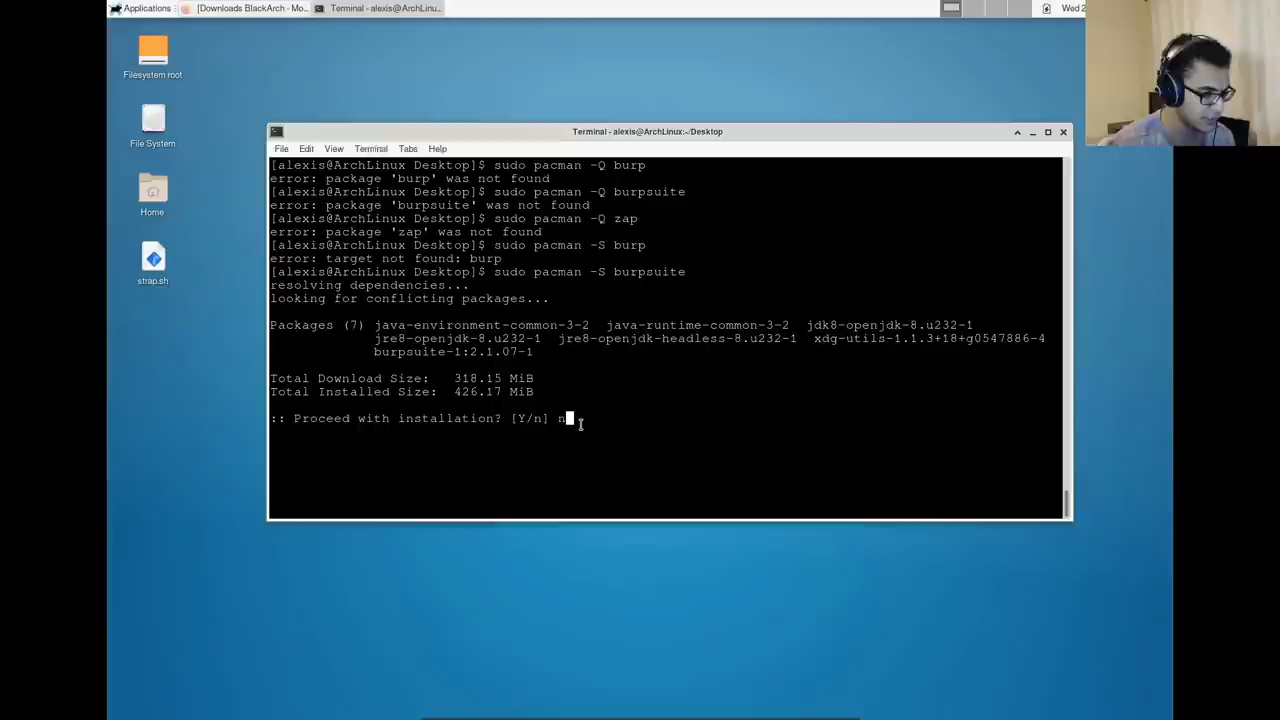 Applications
[Downloads BlackArch - Mo...
Terminal - alexis@ArchLinu...
Wed 2
Filesystem root
File System
Home
strap.sh
Terminal - alexis@ArchLinux:~/Desktop
File Edit View Terminal Tabs Help
[alexis@ArchLinux Desktop]$ sudo pacman -Q burp
error: package 'burp' was not found
[alexis@ArchLinux Desktop]$ sudo pacman -Q burpsuite
error: package 'burpsuite' was not found
[alexis@ArchLinux Desktop]$ sudo pacman -Q zap
error: package 'zap' was not found
[alexis@ArchLinux Desktop]$ sudo pacman -S burp
error: target not found: burp
[alexis@ArchLinux Desktop]$ sudo pacman -S burpsuite
resolving dependencies...
looking for conflicting packages...
Packages (7) java-environment-common-3-2 java-runtime-common-3-2 jdk8-openjdk-8.u232-1
jre8-openjdk-8.u232-1 jre8-openjdk-headless-8.u232-1 xdg-utils-1.1.3+18+g0547886-4
burpsuite-1:2.1.07-1
Total Download Size: 318.15 MiB
Total Installed Size: 426.17 MiB
:: Proceed with installation? [Y/n] n